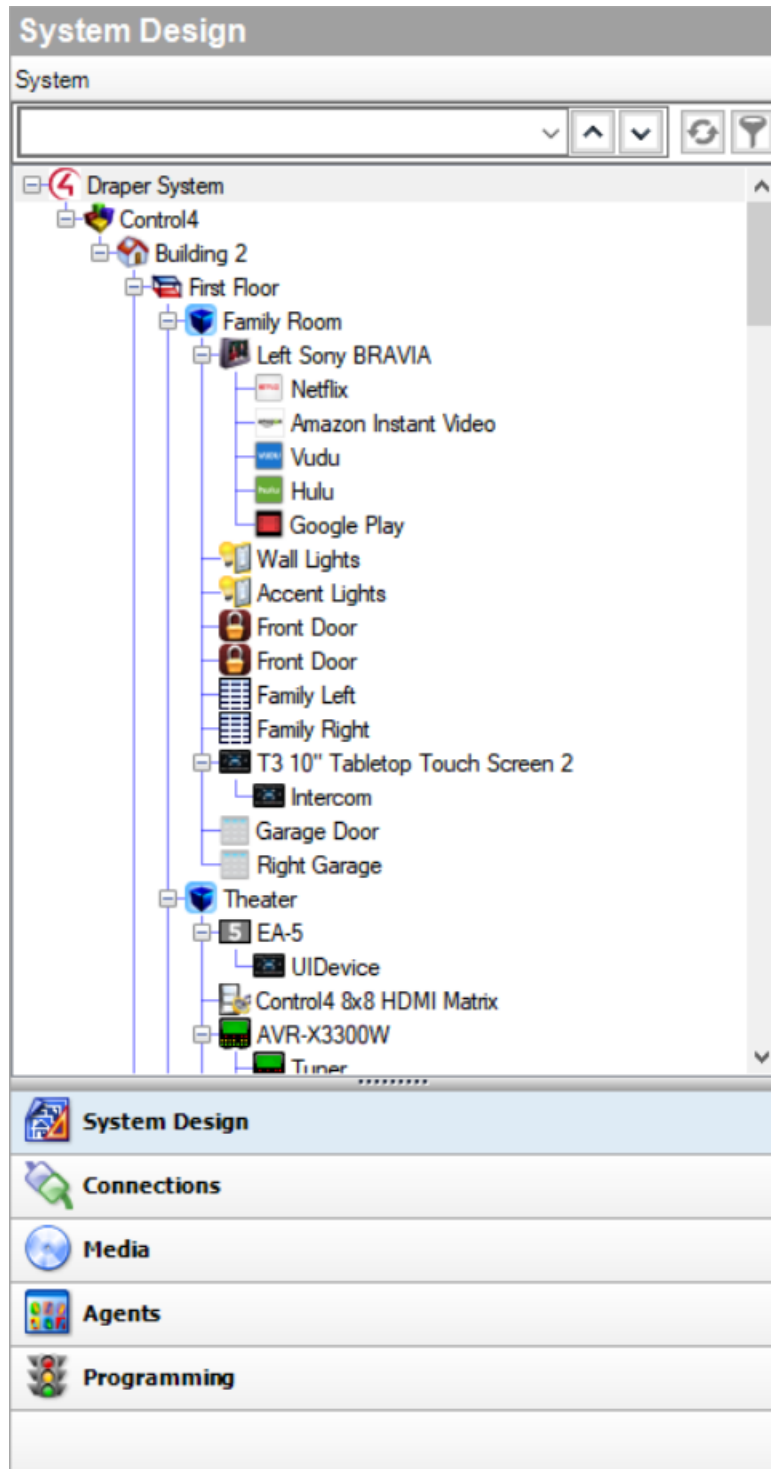 System Design
System
Draper System
Control4
Building 2
First Floor
Family Room
Left Sony BRAVIA
Netflix
Amazon Instant Video
Vudu
hulu Hulu
Google Play
Wall Lights
Accent Lights
Front Door
Front Door
Family Left
Family Right
T3 10" Tabletop Touch Screen 2
Intercom
Garage Door
Right Garage
Theater
5 EA-5
UIDevice
Control4 8x8 HDMI Matrix
AVR-X3300W
Tuner
System Design
Connections
Media
Agents
Programming